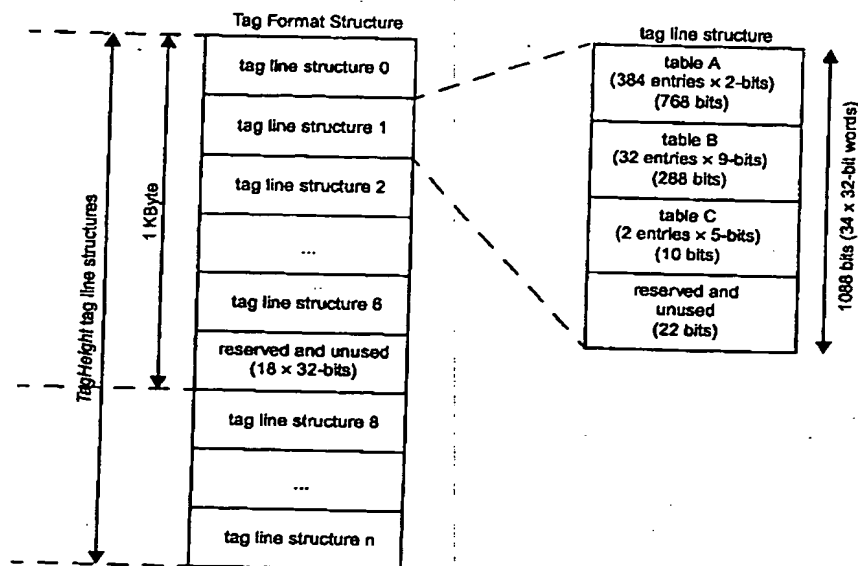 Tag Format Structure
tag line structure 0
tag line structure 1
tag line structure 2
...
tag line structure 6
reserved and unused
(18 x 32-bits)
tag line structure 8
...
tag line structure n
TagHeight tag line structures
1 KByte
tag line structure
table A
(384 entries × 2-bits)
(768 bits)
table B
(32 entries × 9-bits)
(288 bits)
table C
(2 entries × 5-bits)
(10 bits)
reserved and
unused
(22 bits)
1088 bits (34 x 32-bit words)